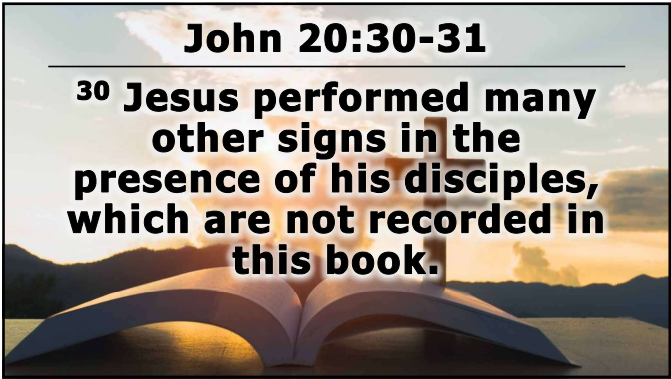 John 20:30-31
30 Jesus performed many
other signs in the
presence of his disciples,
which are not recorded in
this book.